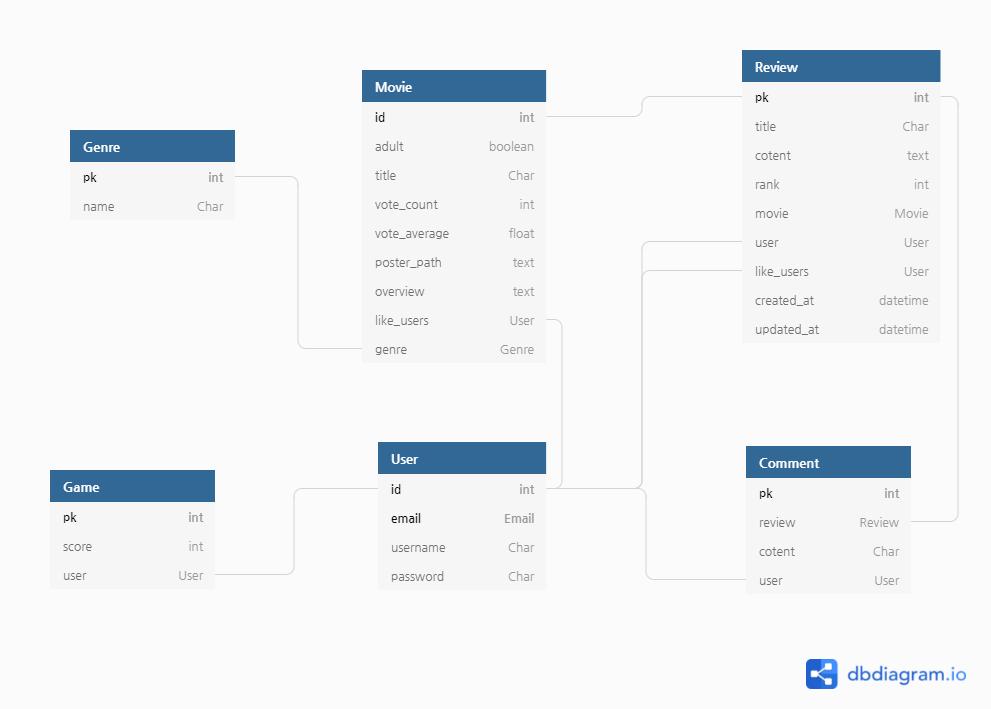 Genre
pk int
name Char
Movie
id int
adult boolean
title Char
vote_count int
vote_average float
poster_path text
overview text
like_users User
genre Genre
Review
pk int
title Char
cotent text
rank int
movie Movie
user User
like_users User
created_at datetime
updated_at datetime
Game
pk int
score int
user User
User
id int
email Email
username Char
password Char
Comment
pk int
review Review
cotent Char
user User
dbdiagram.io